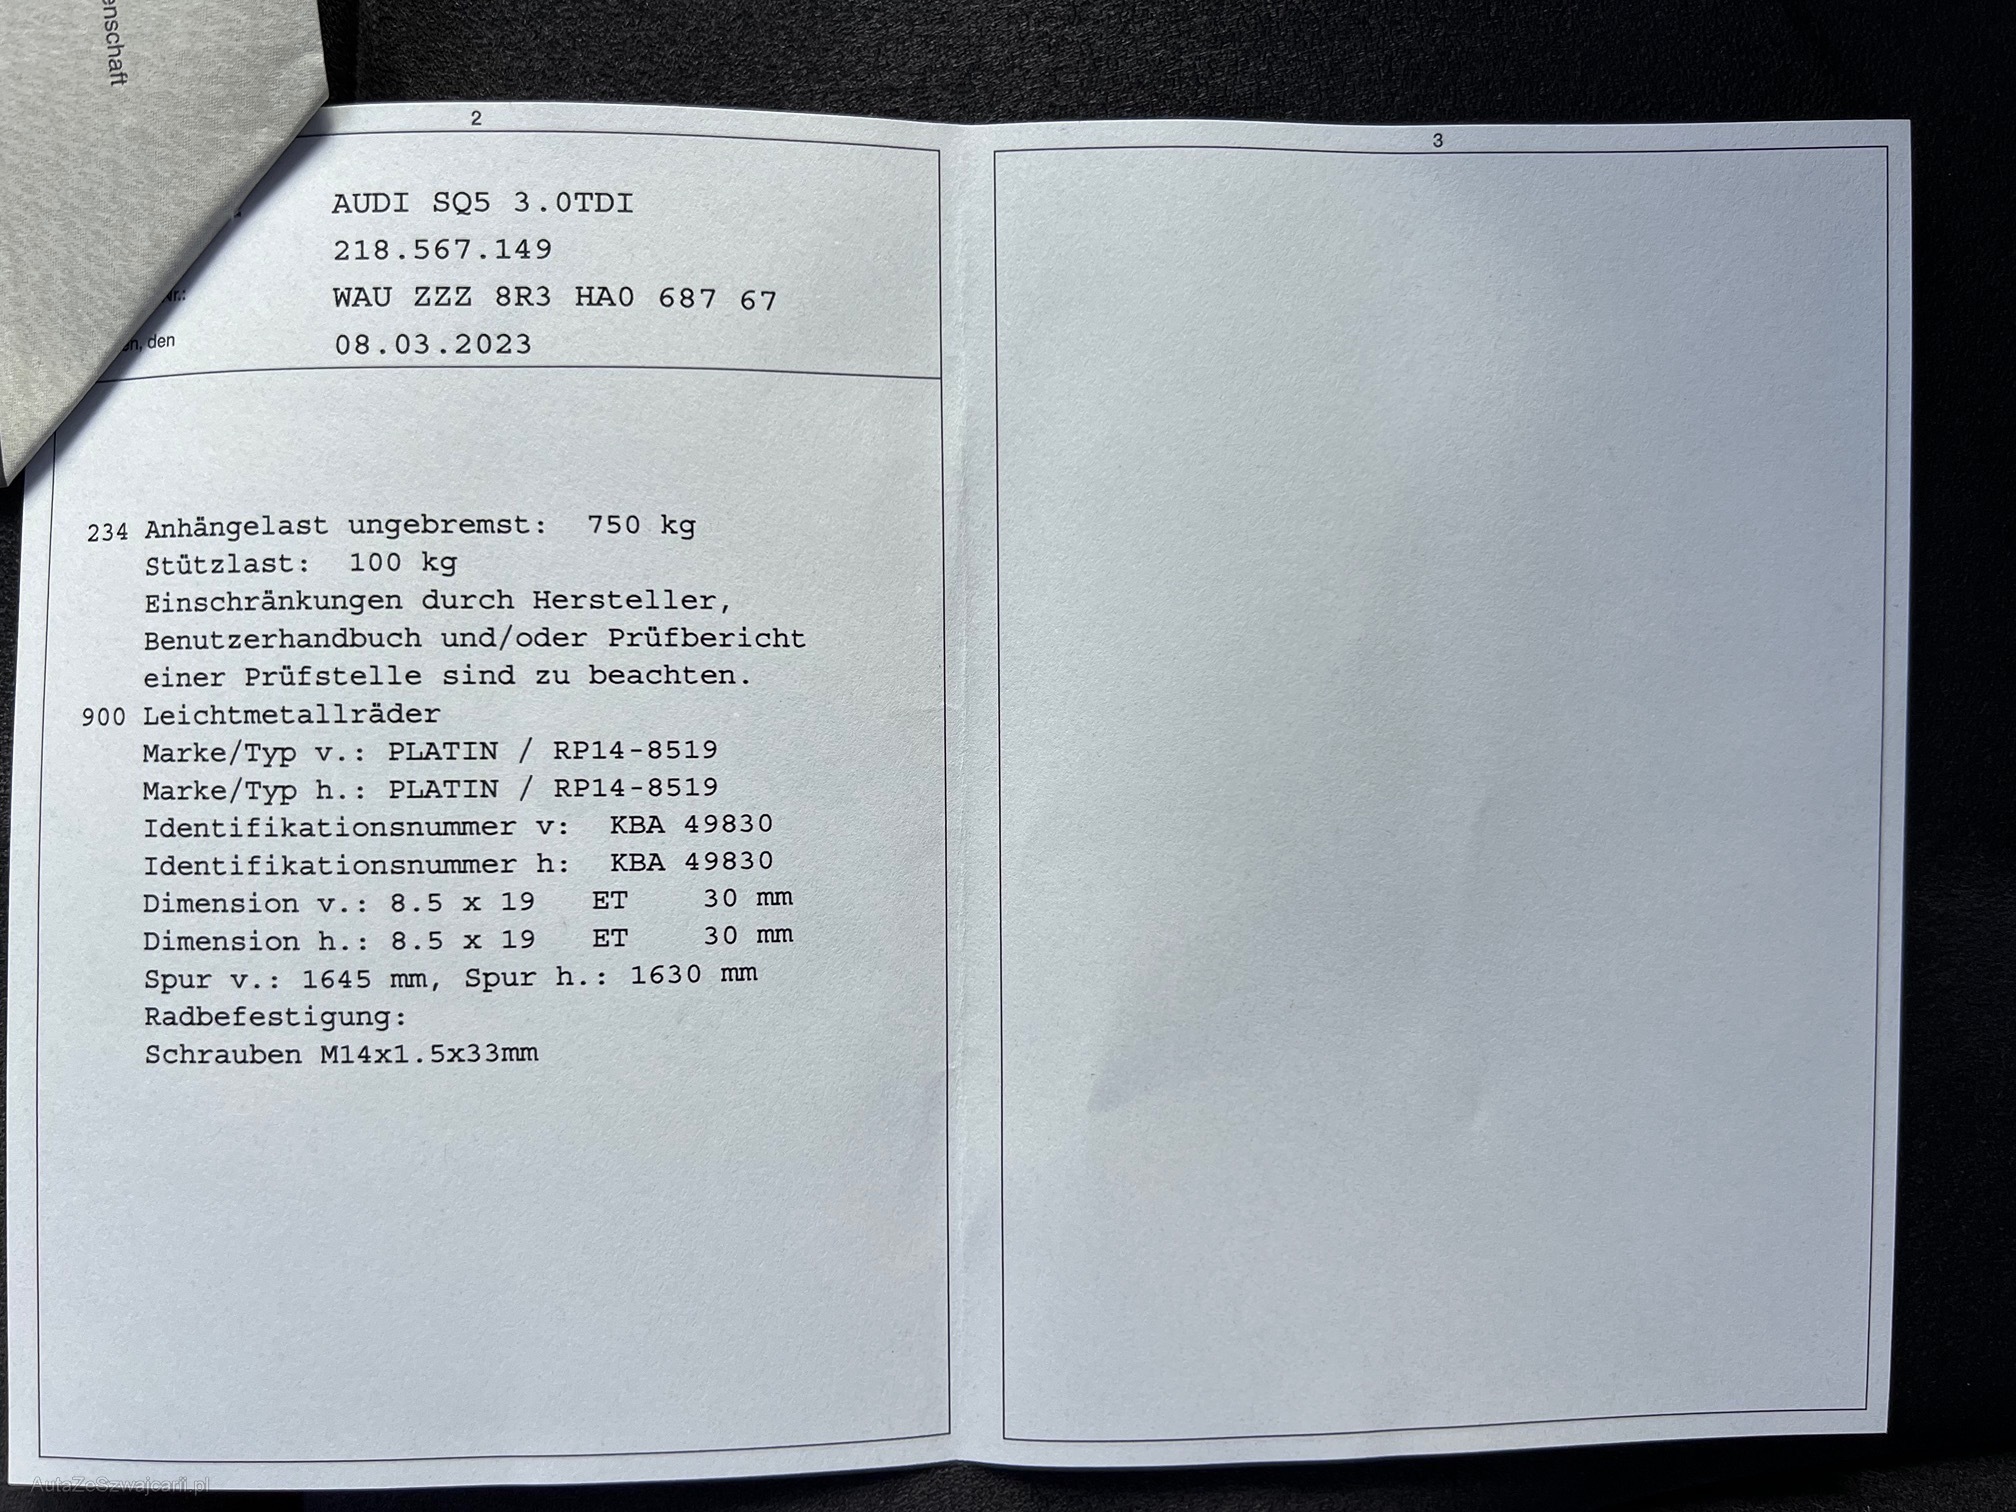 enschaft
2
AUDI SQ5 3.0TDI
218.567.149
Nr.: WAU ZZZ 8R3 HA0 687 67
den 08.03.2023
234 Anhängelast ungebremst: 750 kg
Stützlast: 100 kg
Einschränkungen durch Hersteller,
Benutzerhandbuch und/oder Prüfbericht
einer Prüfstelle sind zu beachten.
900 Leichtmetallräder
Marke/Typ v.: PLATIN / RP14-8519
Marke/Typ h.: PLATIN / RP14-8519
Identifikationsnummer v: KBA 49830
Identifikationsnummer h: KBA 49830
Dimension v.: 8.5 x 19 ET 30 mm
Dimension h.: 8.5 x 19 ET 30 mm
Spur v.: 1645 mm, Spur h.: 1630 mm
Radbefestigung:
Schrauben M14x1.5x33mm
3
AutaZeSzwajcarii.pl